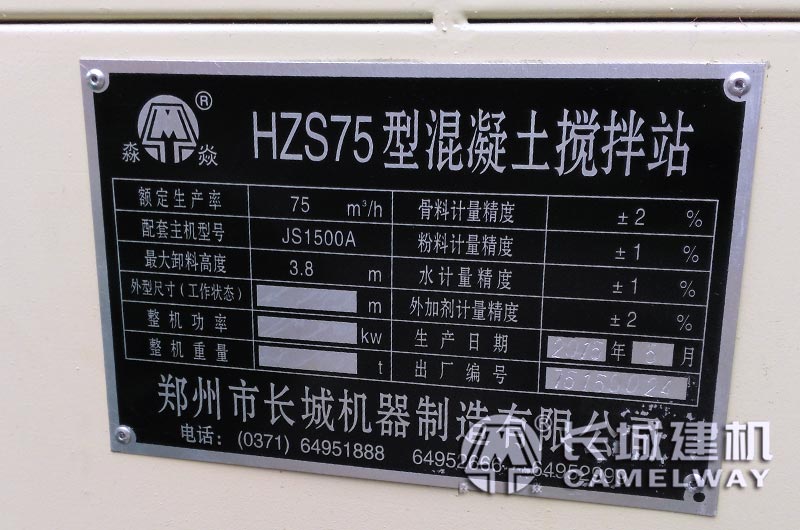 淼 ® 焱
HZS75型混凝土搅拌站
额定生产率 75 m³/h 骨料计量精度 ±2 %
配套主机型号 JS1500A 粉料计量精度 ±1 %
最大卸料高度 3.8 m 水计量精度 ±1 %
外型尺寸(工作状态) m 外加剂计量精度 ±2 %
整机功率 kw 生产日期 年 月
整机重量 t 出厂编号
郑州市长城机器制造有限公司
电话: (0371) 64951888 64952666 64952999
淼 ® 焱 长城建机
CAMELWAY